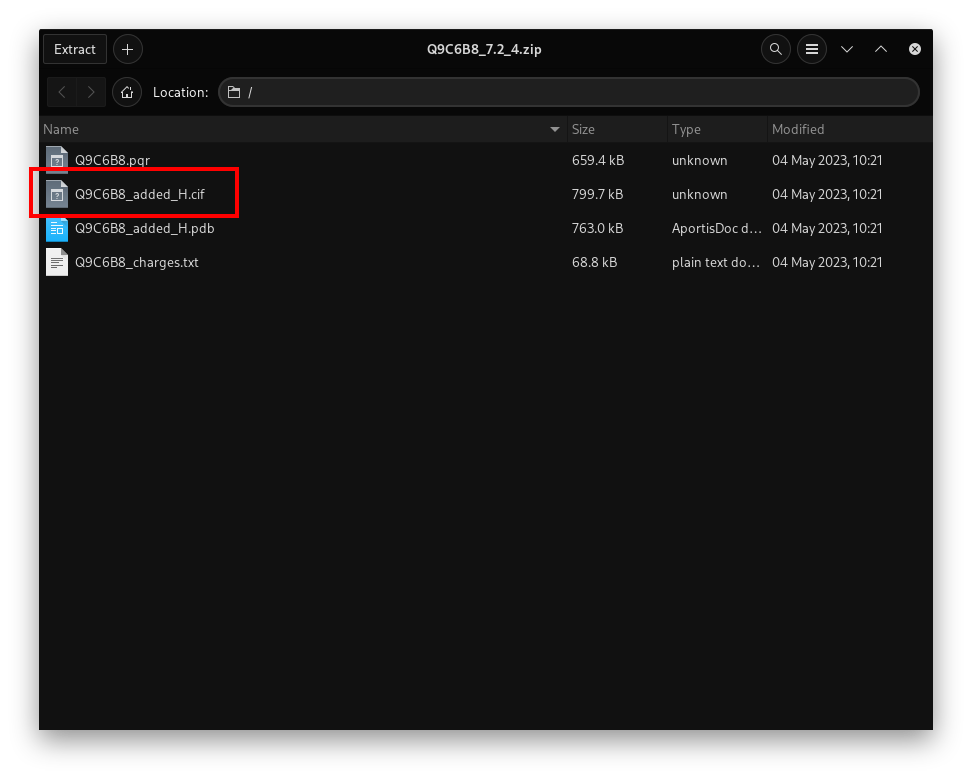 Extract
Q9C6B8_7.2_4.zip
Location: /
Name Size Type Modified
Q9C6B8.pqr 659.4 kB unknown 04 May 2023, 10:21
Q9C6B8_added_H.cif 799.7 kB unknown 04 May 2023, 10:21
Q9C6B8_added_H.pdb 763.0 kB AportisDoc d… 04 May 2023, 10:21
Q9C6B8_charges.txt 68.8 kB plain text do… 04 May 2023, 10:21